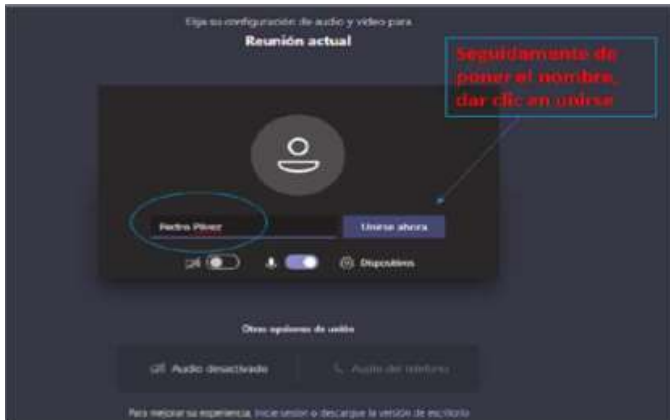 Elija su configuración de audio y vídeo para
Reunión actual
Seguidamente de
poner el nombre,
dar clic en unirse
Pedro Pérez
Unirse ahora
Dispositivos
Otras opciones de unión
Audio desactivado
Audio del teléfono
Para mejorar su experiencia, inicie sesión o descargue la versión de escritorio